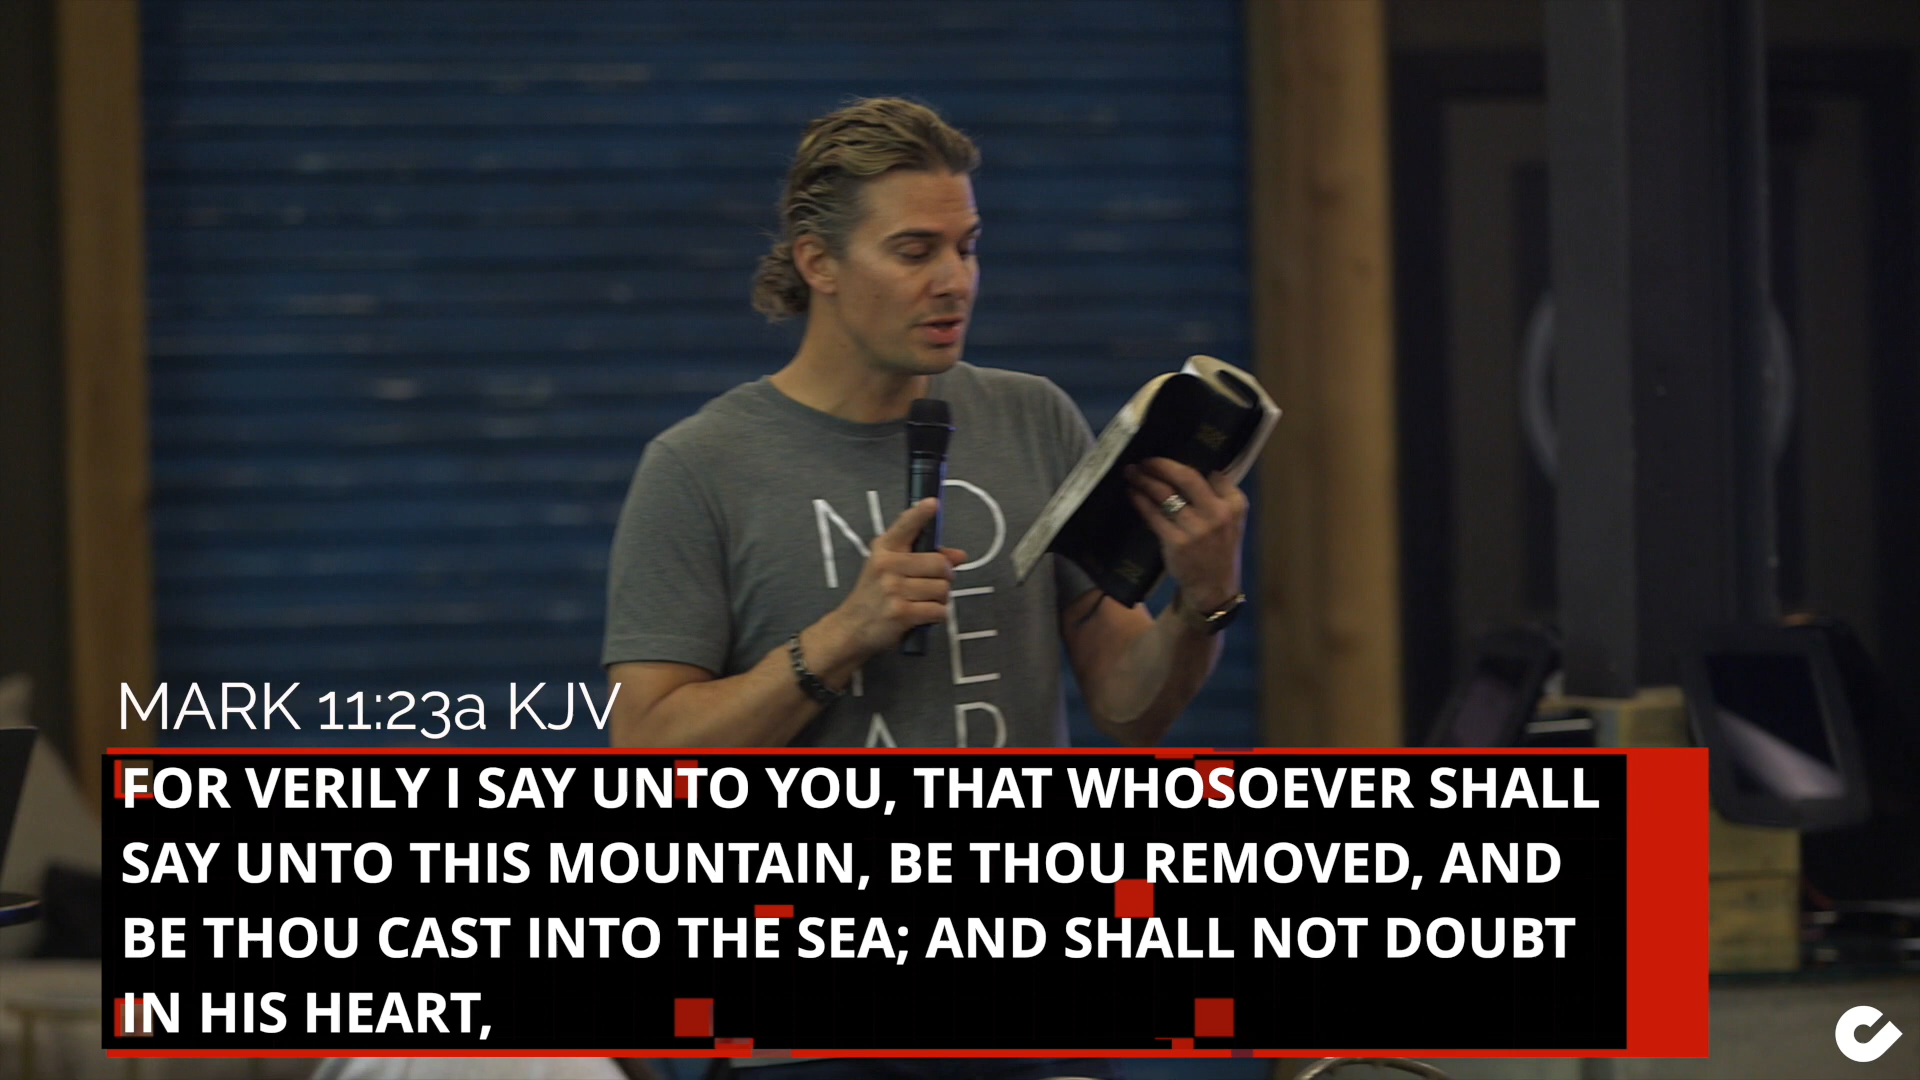 NO
E
MARK 11:23a KJV
FOR VERILY I SAY UNTO YOU, THAT WHOSOEVER SHALL
SAY UNTO THIS MOUNTAIN, BE THOU REMOVED, AND
BE THOU CAST INTO THE SEA; AND SHALL NOT DOUBT
IN HIS HEART,